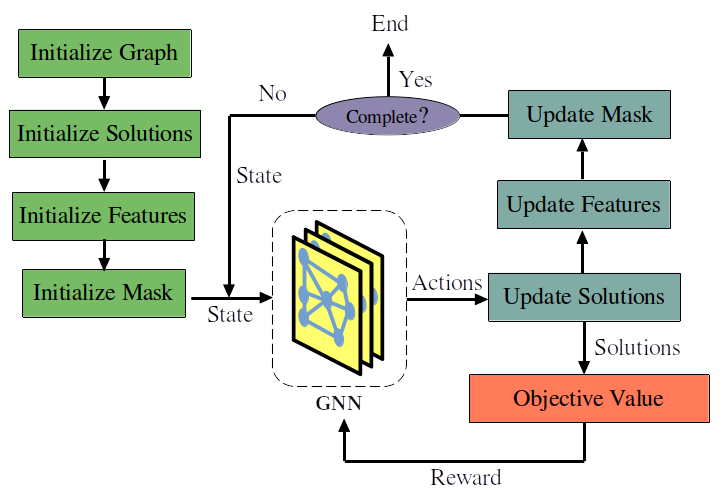 End
Initialize Graph
Yes
No
Complete?
Update Mask
Initialize Solutions
State
Initialize Features
Update Features
Initialize Mask
State
Actions
Update Solutions
Solutions
GNN
Objective Value
Reward